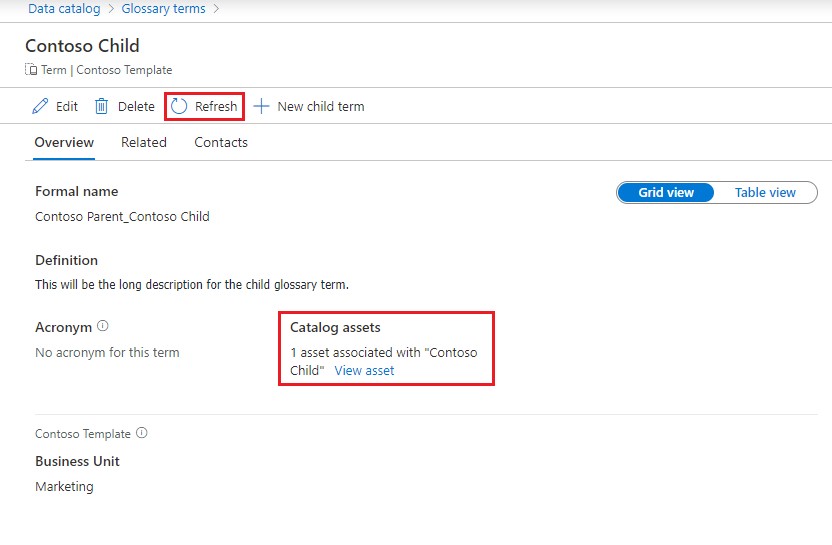 Data catalog > Glossary terms >
Contoso Child
Term | Contoso Template
Edit Delete Refresh New child term
Overview Related Contacts
Formal name
Grid view Table view
Contoso Parent_Contoso Child
Definition
This will be the long description for the child glossary term.
Acronym Catalog assets
No acronym for this term 1 asset associated with "Contoso
Child" View asset
Contoso Template
Business Unit
Marketing